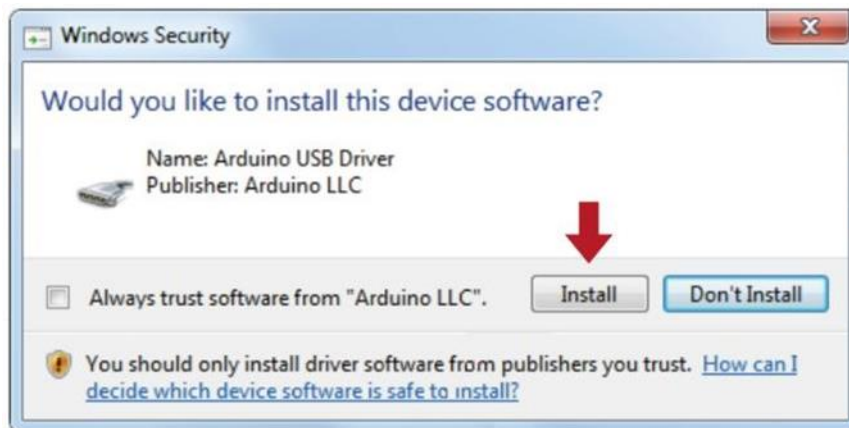 Windows Security
Would you like to install this device software?
Name: Arduino USB Driver
Publisher: Arduino LLC
Always trust software from "Arduino LLC".
Install
Don't Install
You should only install driver software from publishers you trust. How can I
decide which device software is safe to install?